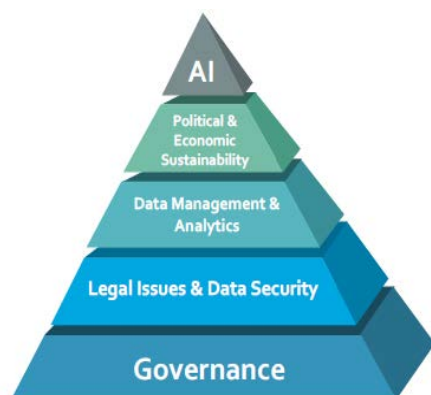 AI
Political &
Economic
Sustainability
Data Management &
Analytics
Legal Issues & Data Security
Governance